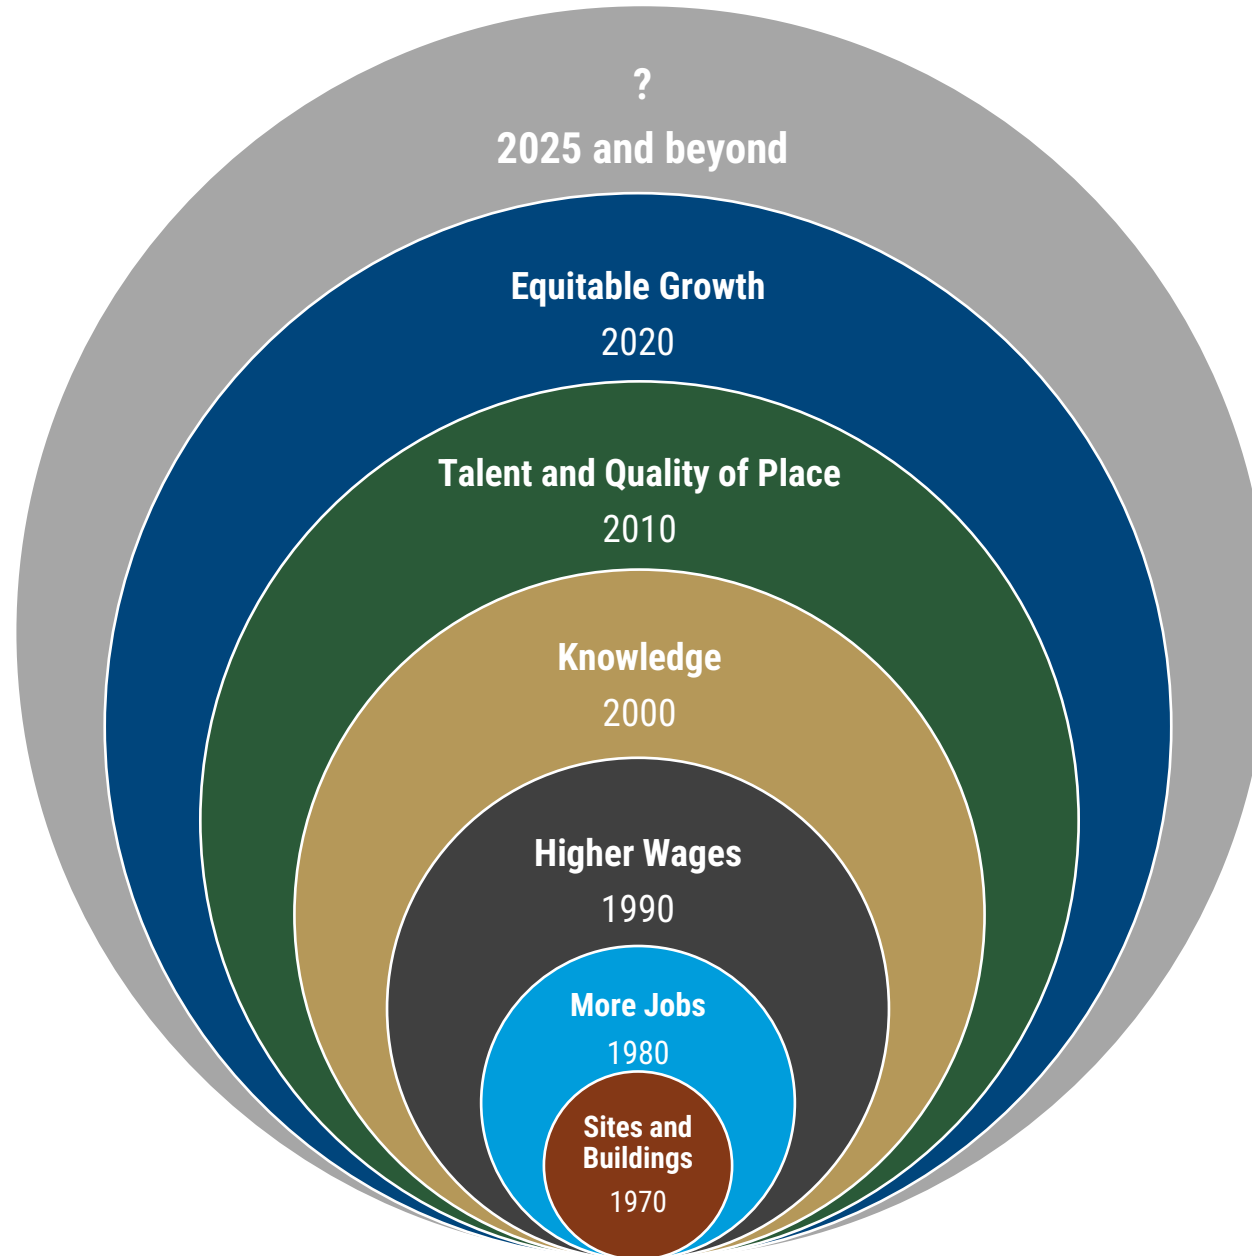 ?
2025 and beyond
Equitable Growth
2020
Talent and Quality of Place
2010
Knowledge
2000
Higher Wages
1990
More Jobs
1980
Sites and
Buildings
1970